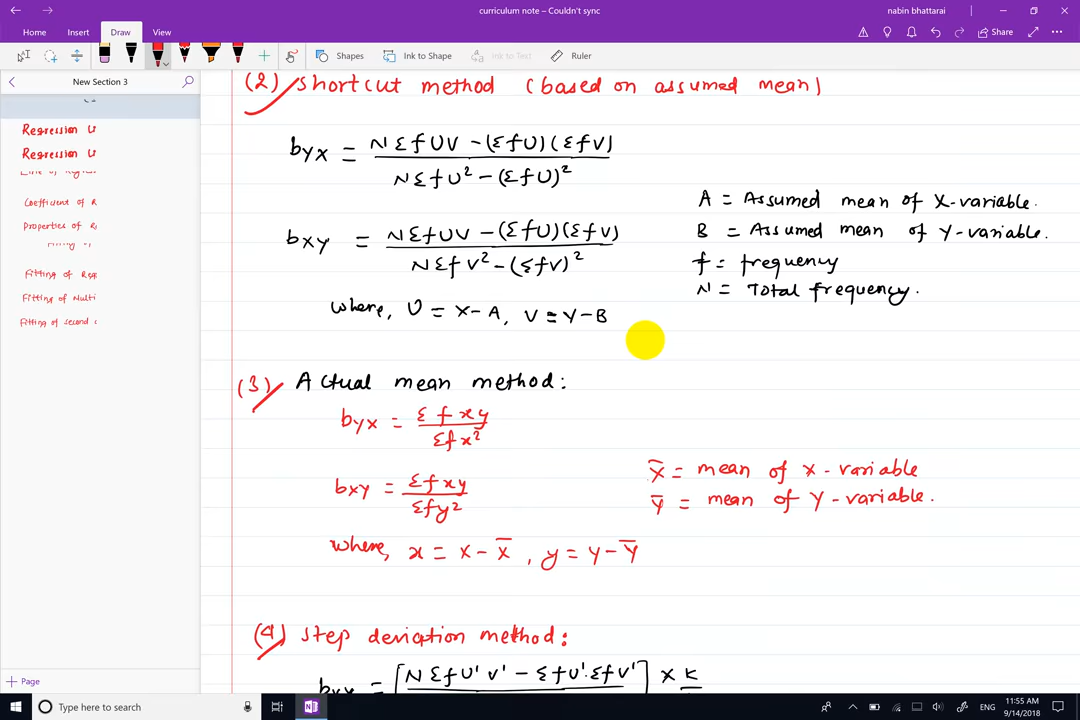 curriculum note – Couldn't sync
nabin bhattarai
Home Insert Draw View
Share
Shapes
Ink to Shape
Ink to Text
Ruler
New Section 3
Regression
Regression
Coefficient of R
Properties of R
Fitting of Reg
Fitting of Multi
Fitting of second
Page
(2) Shortcut method (based on assumed mean)
byx = NΣfUV - (ΣfU)(ΣfV)
NΣfU² - (ΣfU)²
bxy = NΣfUV - (ΣfU)(ΣfV)
NΣfV² - (ΣfV)²
where, U = X-A, V = Y-B
A = Assumed mean of X-variable.
B = Assumed mean of Y-variable.
f = frequency
N = Total frequency.
(3) Actual mean method:
byx = Σfxy
Σfx²
bxy = Σfxy
Σfy²
where, x = X - X̅, y = Y - Y̅
X̅ = mean of X-variable
Y̅ = mean of Y-variable.
(4) Step deviation method:
byx = [NΣfU'V' - ΣfU'.ΣfV'] × K
Type here to search
ENG
11:55 AM
9/14/2018